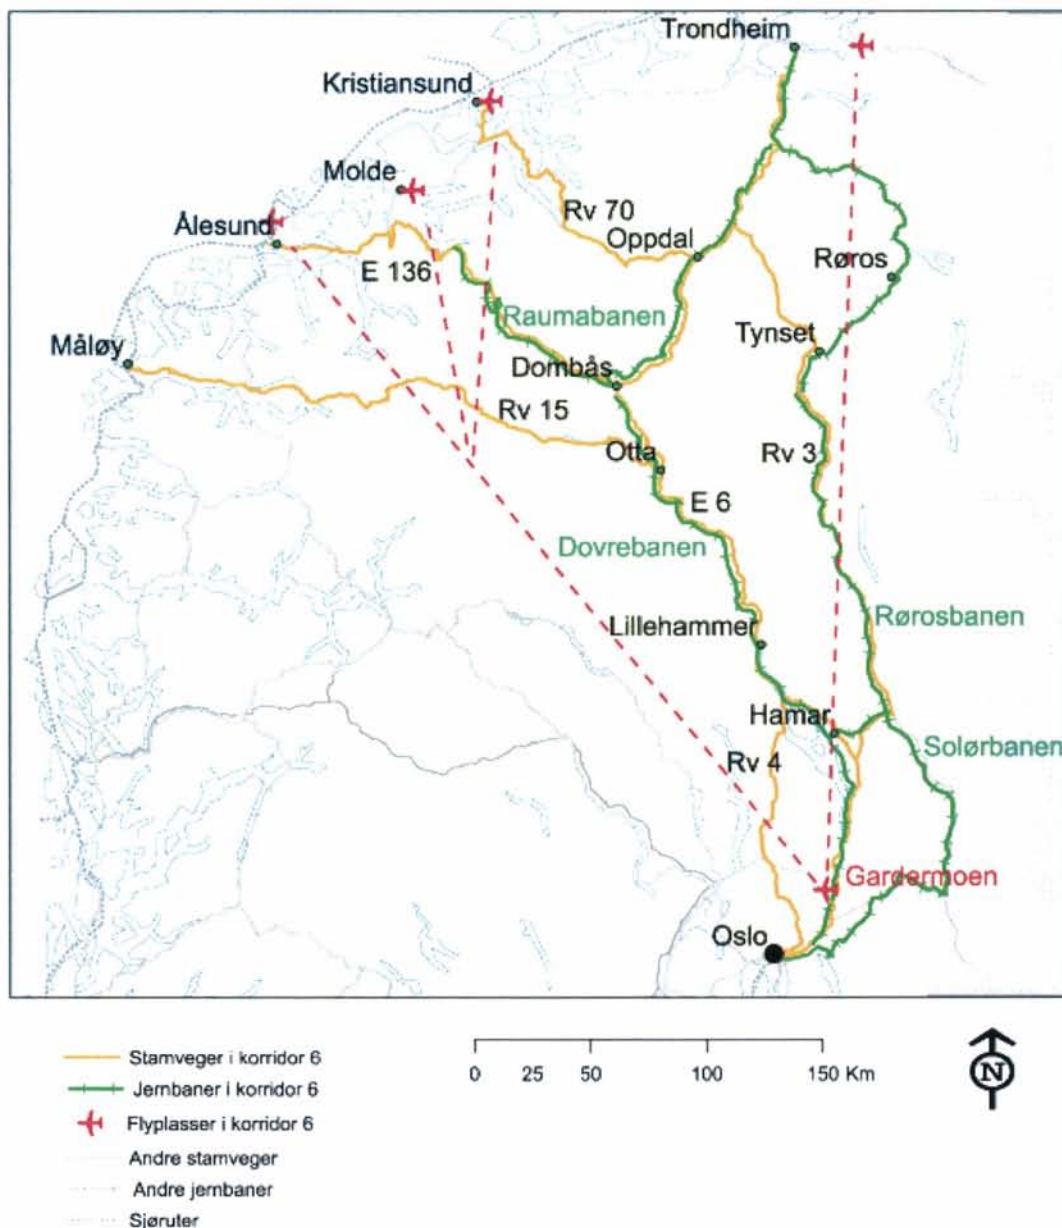 Trondheim
Kristiansund
Molde
Rv 70
Ålesund
Oppdal
E 136
Røros
Raumabanen
Tynset
Måløy
Dombås
Rv 15
Otta
Rv 3
E 6
Dovrebanen
Lillehammer
Rørosbanen
Hamar
Solørbanen
Rv 4
Gardermoen
Oslo
Stamveger i korridor 6
Jernbaner i korridor 6
Flyplasser i korridor 6
Andre stamveger
Andre jernbaner
Sjøruter
0 25 50 100 150 Km
N